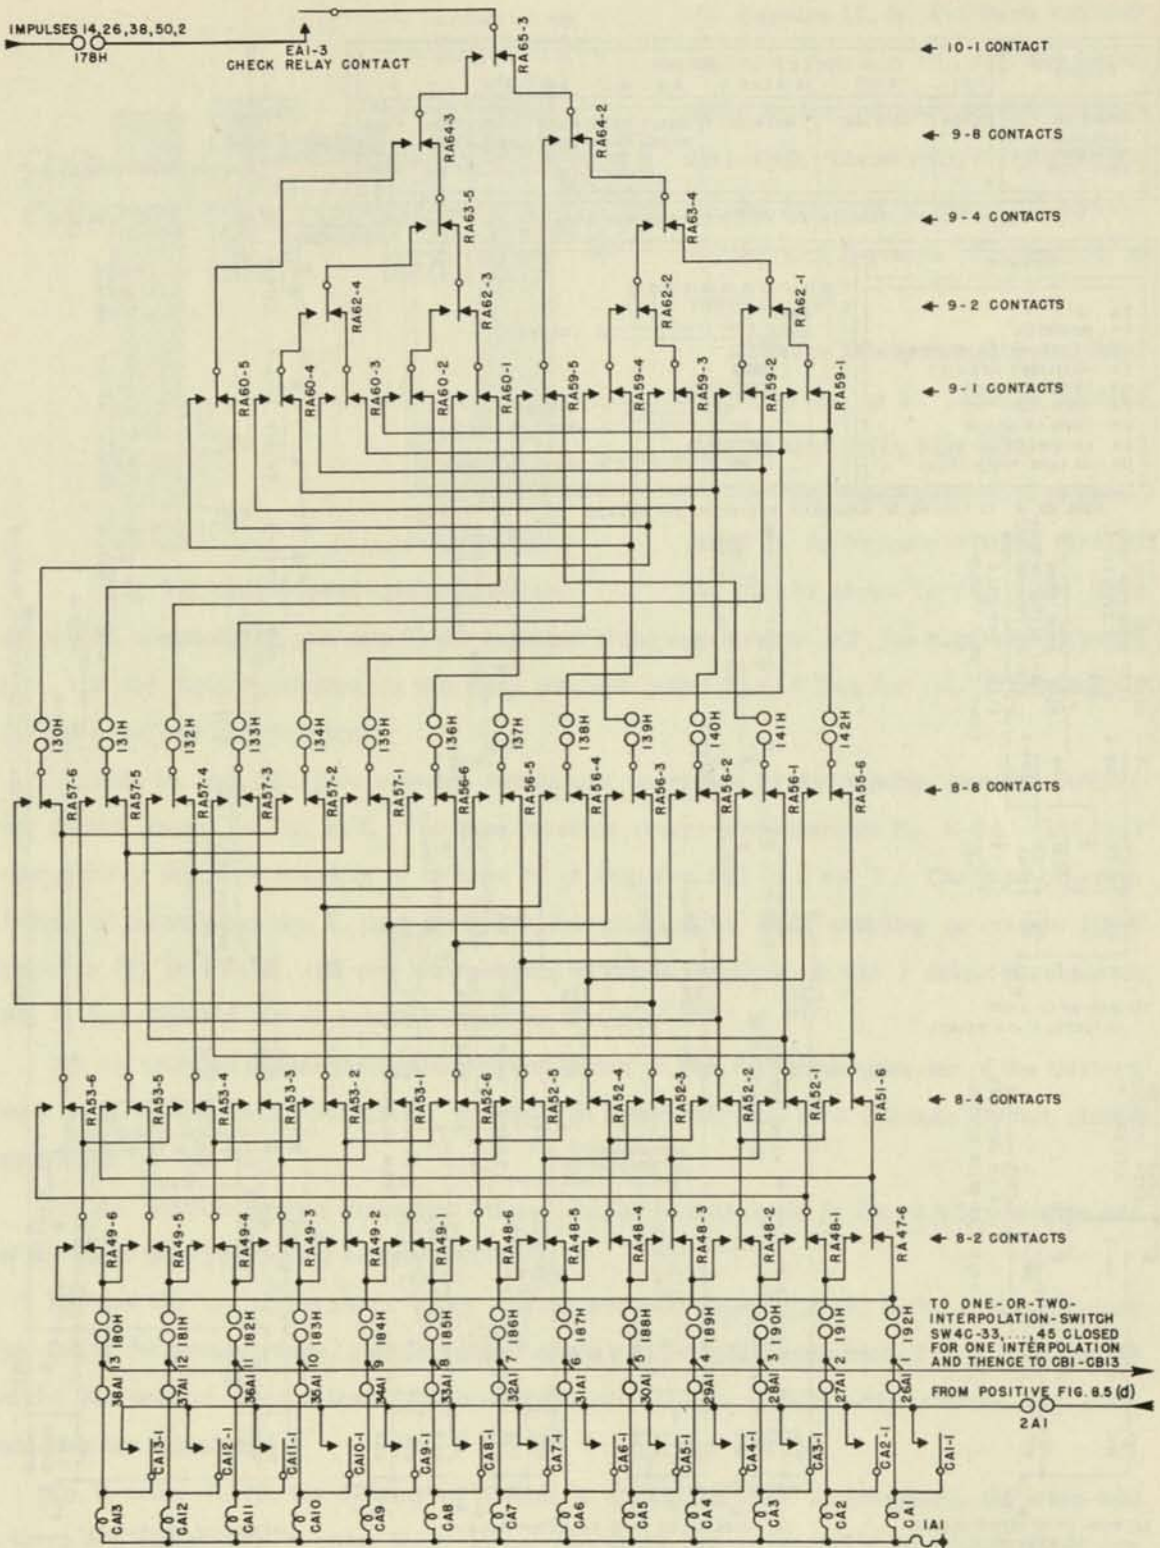 IMPULSES 14,26,38,50,2
178H
EA1-3
CHECK RELAY CONTACT
RA65-3
← 10-1 CONTACT
RA64-3
RA64-2
← 9-8 CONTACTS
RA63-5
RA63-4
← 9-4 CONTACTS
RA62-4
RA62-3
RA62-2
RA62-1
← 9-2 CONTACTS
RA60-5
RA60-4
RA60-3
RA60-2
RA60-1
RA59-5
RA59-4
RA59-3
RA59-2
RA59-1
← 9-1 CONTACTS
130H
131H
132H
133H
134H
135H
136H
137H
138H
139H
140H
141H
142H
RA57-6
RA57-5
RA57-4
RA57-3
RA57-2
RA57-1
RA56-6
RA56-5
RA56-4
RA56-3
RA56-2
RA56-1
RA55-6
← 8-8 CONTACTS
RA53-6
RA53-5
RA53-4
RA53-3
RA53-2
RA53-1
RA52-6
RA52-5
RA52-4
RA52-3
RA52-2
RA52-1
RA51-6
← 8-4 CONTACTS
RA49-6
RA49-5
RA49-4
RA49-3
RA49-2
RA49-1
RA48-6
RA48-5
RA48-4
RA48-3
RA48-2
RA48-1
RA47-6
← 8-2 CONTACTS
180H
181H
182H
183H
184H
185H
186H
187H
188H
189H
190H
191H
192H
TO ONE-OR-TWO-
INTERPOLATION-SWITCH
SW4C-33,...,45 CLOSED
FOR ONE INTERPOLATION
AND THENCE TO CB1-CB13
13
12
11
10
9
8
7
6
5
4
3
2
1
38A1
37A1
36A1
35A1
34A1
33A1
32A1
31A1
30A1
29A1
28A1
27A1
26A1
FROM POSITIVE FIG. 8.5 (d)
2A1
CA13-1
CA12-1
CA11-1
CA10-1
CA9-1
CA8-1
CA7-1
CA6-1
CA5-1
CA4-1
CA3-1
CA2-1
CA1-1
CA13
CA12
CA11
CA10
CA9
CA8
CA7
CA6
CA5
CA4
CA3
CA2
CA1
1A1